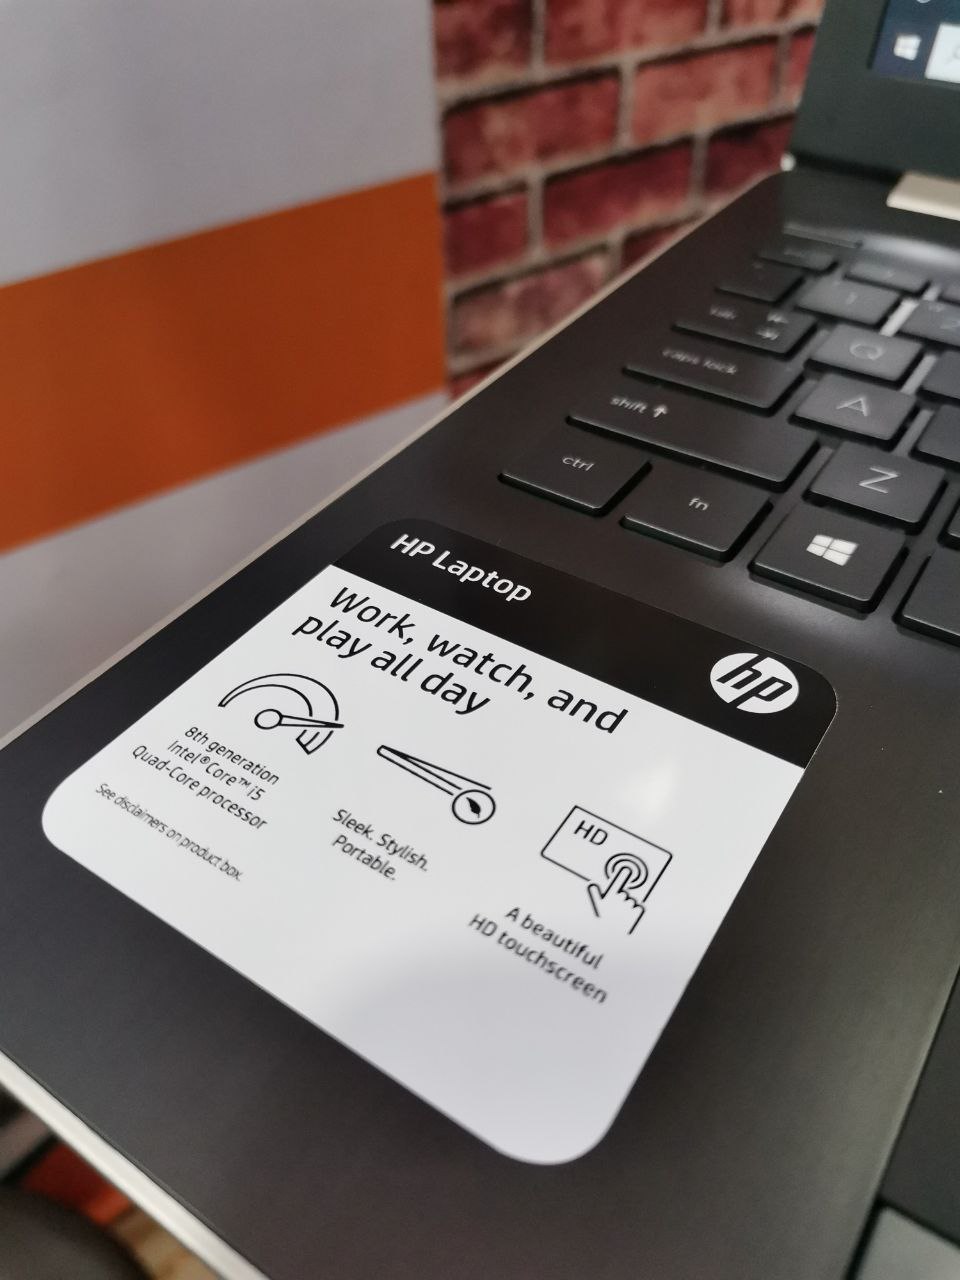 tab
caps lock
Q
shift
A
ctrl
fn
Z
HP Laptop
hp
Work, watch, and
play all day
8th generation
Intel® Core™ i5
Quad-Core processor
See disclaimers on product box.
Sleek. Stylish.
Portable.
HD
A beautiful
HD touchscreen